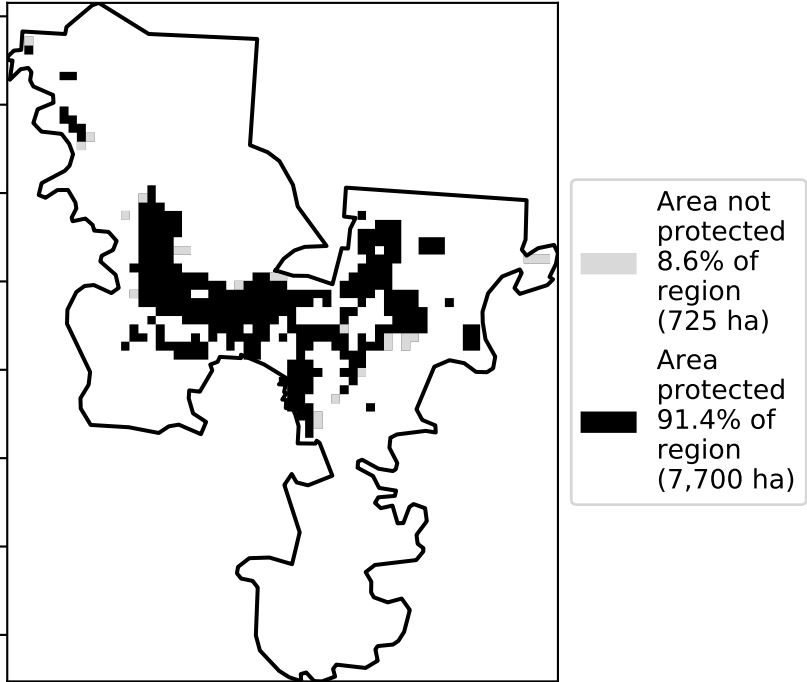 Area not
protected
8.6% of
region
(725 ha)
Area
protected
91.4% of
region
(7,700 ha)